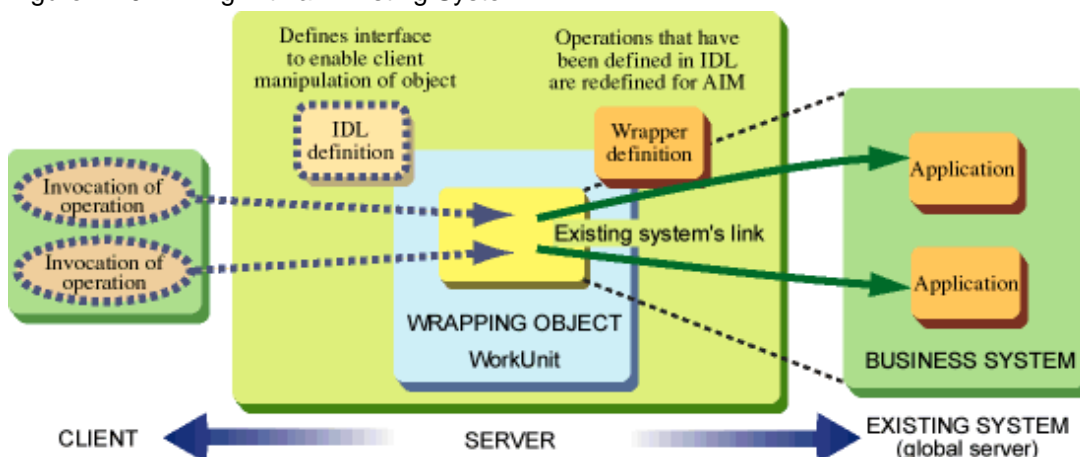 Defines interface
to enable client
manipulation of object
Operations that have
been defined in IDL
are redefined for AIM
IDL
definition
Wrapper
definition
Invocation of
operation
Invocation of
operation
Existing system's link
Application
Application
WRAPPING OBJECT
WorkUnit
BUSINESS SYSTEM
CLIENT
SERVER
EXISTING SYSTEM
(global server)